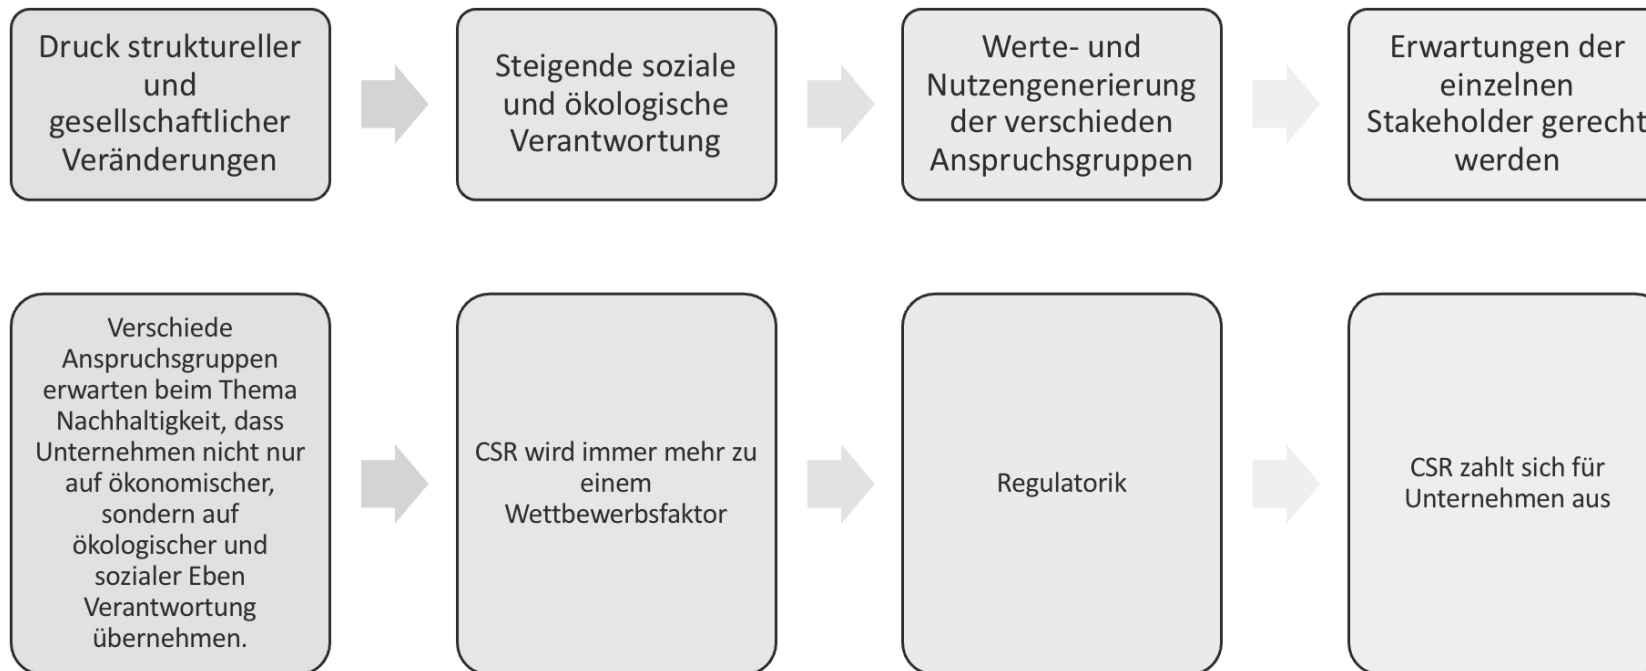 Druck struktureller
und
gesellschaftlicher
Veränderungen
Steigende soziale
und ökologische
Verantwortung
Werte- und
Nutzengenerierung
der verschieden
Anspruchsgruppen
Erwartungen der
einzelnen
Stakeholder gerecht
werden
Verschiede
Anspruchsgruppen
erwarten beim Thema
Nachhaltigkeit, dass
Unternehmen nicht nur
auf ökonomischer,
sondern auf
ökologischer und
sozialer Eben
Verantwortung
übernehmen.
CSR wird immer mehr zu
einem
Wettbewerbsfaktor
Regulatorik
CSR zahlt sich für
Unternehmen aus